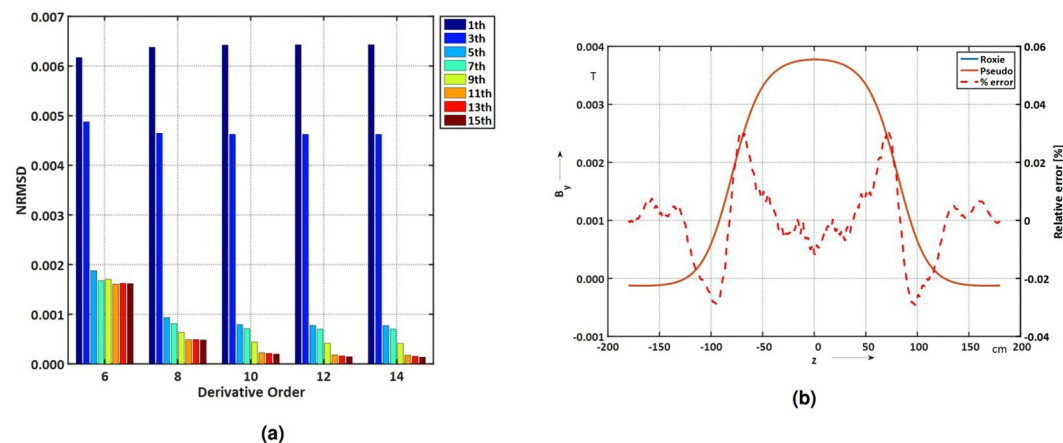 0.007
0.006
0.005
0.004
0.003
0.002
0.001
0.000
NRMSD
6 8 10 12 14
Derivative Order
1th
3th
5th
7th
9th
11th
13th
15th
(a)
0.004
T
0.003
0.002
B_y
0.001
0.000
-0.001
-200 -150 -100 -50 0 50 100 150 200
cm
z
0.06
0.04
0.02
0
-0.02
-0.04
Relative error [%]
Roxie
Pseudo
% error
(b)